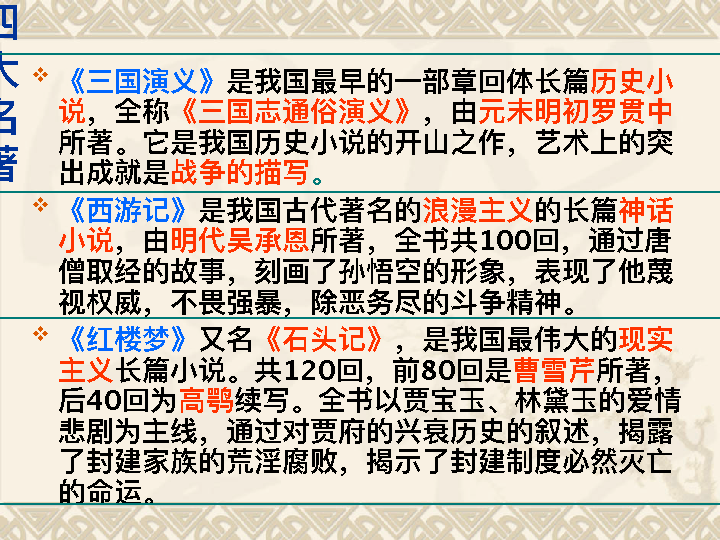 四大名著
《三国演义》是我国最早的一部章回体长篇历史小
说，全称《三国志通俗演义》，由元末明初罗贯中
所著。它是我国历史小说的开山之作，艺术上的突
出成就是战争的描写。
《西游记》是我国古代著名的浪漫主义的长篇神话
小说，由明代吴承恩所著，全书共100回，通过唐
僧取经的故事，刻画了孙悟空的形象，表现了他蔑
视权威，不畏强暴，除恶务尽的斗争精神。
《红楼梦》又名《石头记》，是我国最伟大的现实
主义长篇小说。共120回，前80回是曹雪芹所著，
后40回为高鹗续写。全书以贾宝玉、林黛玉的爱情
悲剧为主线，通过对贾府的兴衰历史的叙述，揭露
了封建家族的荒淫腐败，揭示了封建制度必然灭亡
的命运。